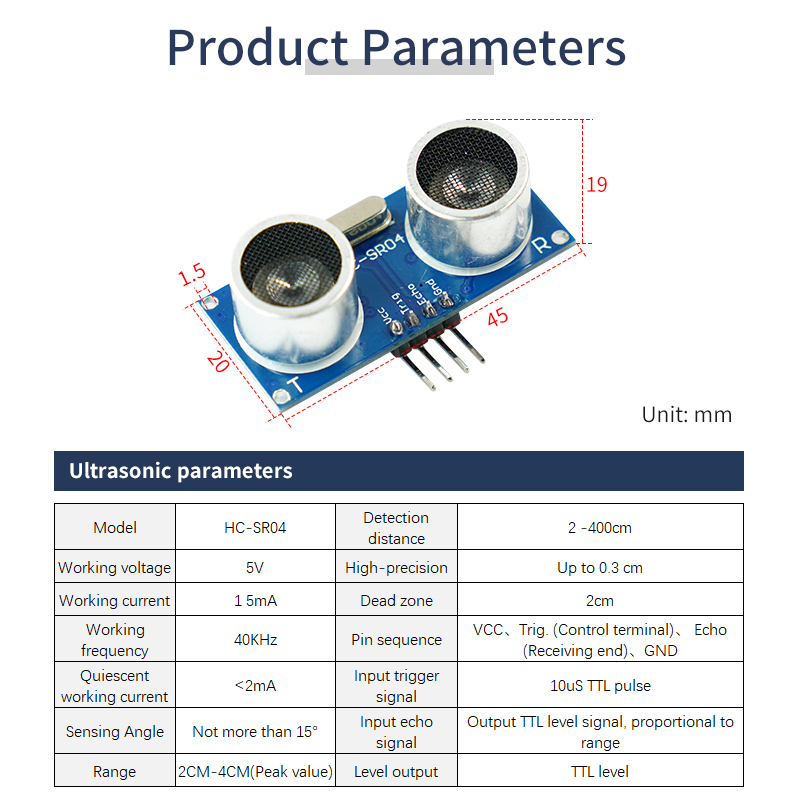 Product Parameters
19
1.5
C-SR04
R
Vcc
Trig
Echo
Gnd
45
20
T
Unit: mm
Ultrasonic parameters
Model
HC-SR04
Detection
distance
2 -400cm
Working voltage
5V
High-precision
Up to 0.3 cm
Working current
1 5mA
Dead zone
2cm
Working
frequency
40KHz
Pin sequence
VCC、Trig. (Control terminal)、 Echo
(Receiving end)、GND
Quiescent
working current
<2mA
Input trigger
signal
10uS TTL pulse
Sensing Angle
Not more than 15°
Input echo
signal
Output TTL level signal, proportional to
range
Range
2CM-4CM(Peak value)
Level output
TTL level